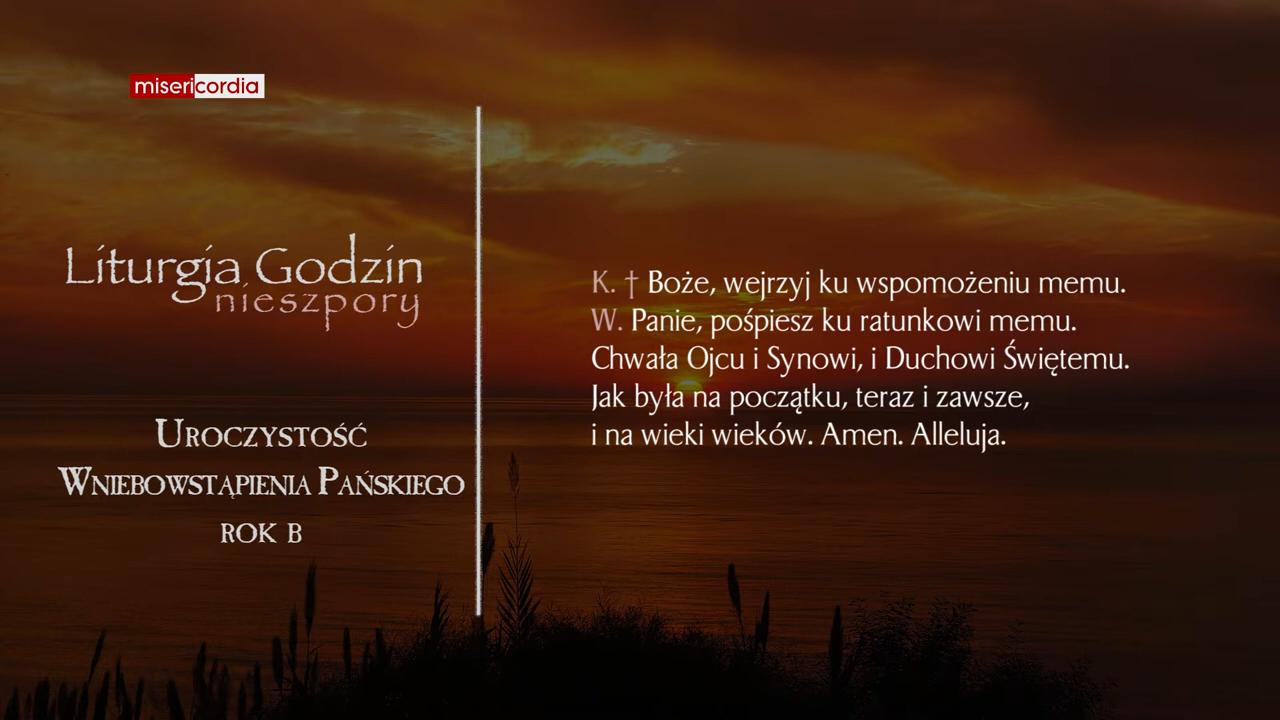 misericordia
Liturgia Godzin
nieszpory
Uroczystość
Wniebowstąpienia Pańskiego
rok B
K. † Boże, wejrzyj ku wspomożeniu memu.
W. Panie, pośpiesz ku ratunkowi memu.
Chwała Ojcu i Synowi, i Duchowi Świętemu.
Jak była na początku, teraz i zawsze,
i na wieki wieków. Amen. Alleluja.